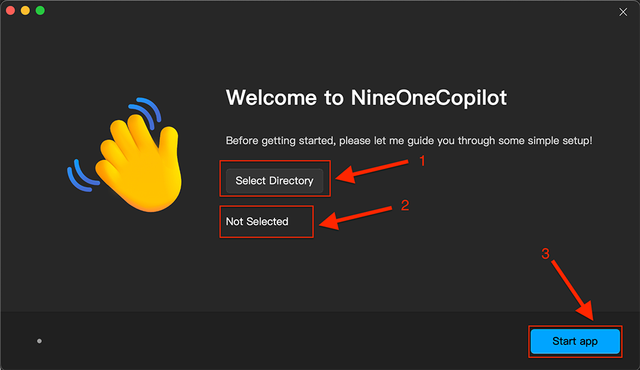 Welcome to NineOneCopilot
Before getting started, please let me guide you through some simple setup!
1
Select Directory
2
Not Selected
3
Start app